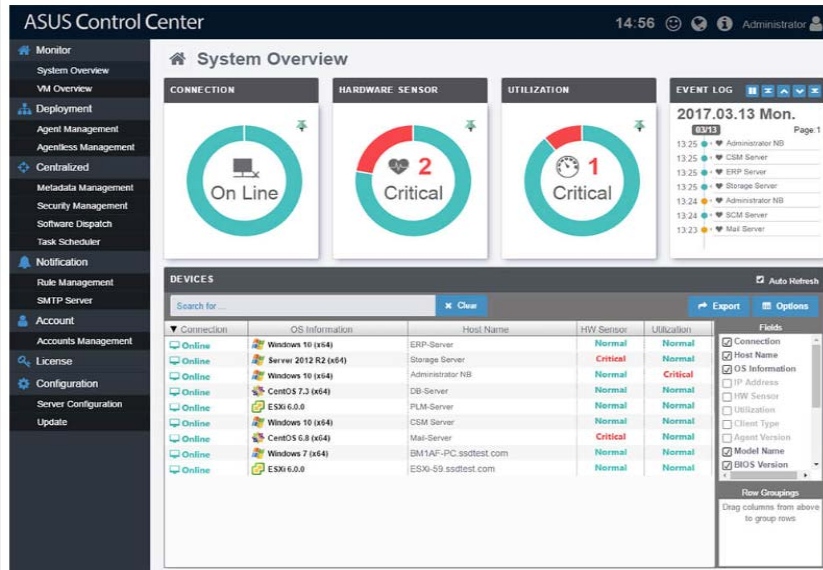 ASUS Control Center
14:56 Administrator
Monitor
System Overview
VM Overview
Deployment
Agent Management
Agentless Management
Centralized
Metadata Management
Security Management
Software Dispatch
Task Scheduler
Notification
Rule Management
SMTP Server
Account
Accounts Management
License
Configuration
Server Configuration
Update
System Overview
CONNECTION
On Line
HARDWARE SENSOR
2
Critical
UTILIZATION
1
Critical
EVENT LOG
2017.03.13 Mon.
03/13 Page:1
13:25 Administrator NB
13:25 CSM Server
13:25 ERP Server
13:25 Storage Server
13:24 Administrator NB
13:24 SCM Server
13:23 Mail Server
DEVICES Auto Refresh
Search for ... Clear Export Options
Connection OS Information Host Name HW Sensor Utilization
Online Windows 10 (x64) ERP-Server Normal Normal
Online Server 2012 R2 (x64) Storage Server Critical Normal
Online Windows 10 (x64) Administrator NB Normal Critical
Online CentOS 7.3 (x64) DB-Server Normal Normal
Online ESXi 6.0.0 PLM-Server Normal Normal
Online Windows 10 (x64) CSM Server Normal Normal
Online CentOS 6.8 (x64) Mail-Server Critical Normal
Online Windows 7 (x64) BM1AF-PC.ssdtest.com Normal Normal
Online ESXi 6.0.0 ESXi-59.ssdtest.com Normal Normal
Fields
Connection
Host Name
OS Information
IP Address
HW Sensor
Utilization
Client Type
Agent Version
Model Name
BIOS Version
Row Groupings
Drag columns from above
to group rows